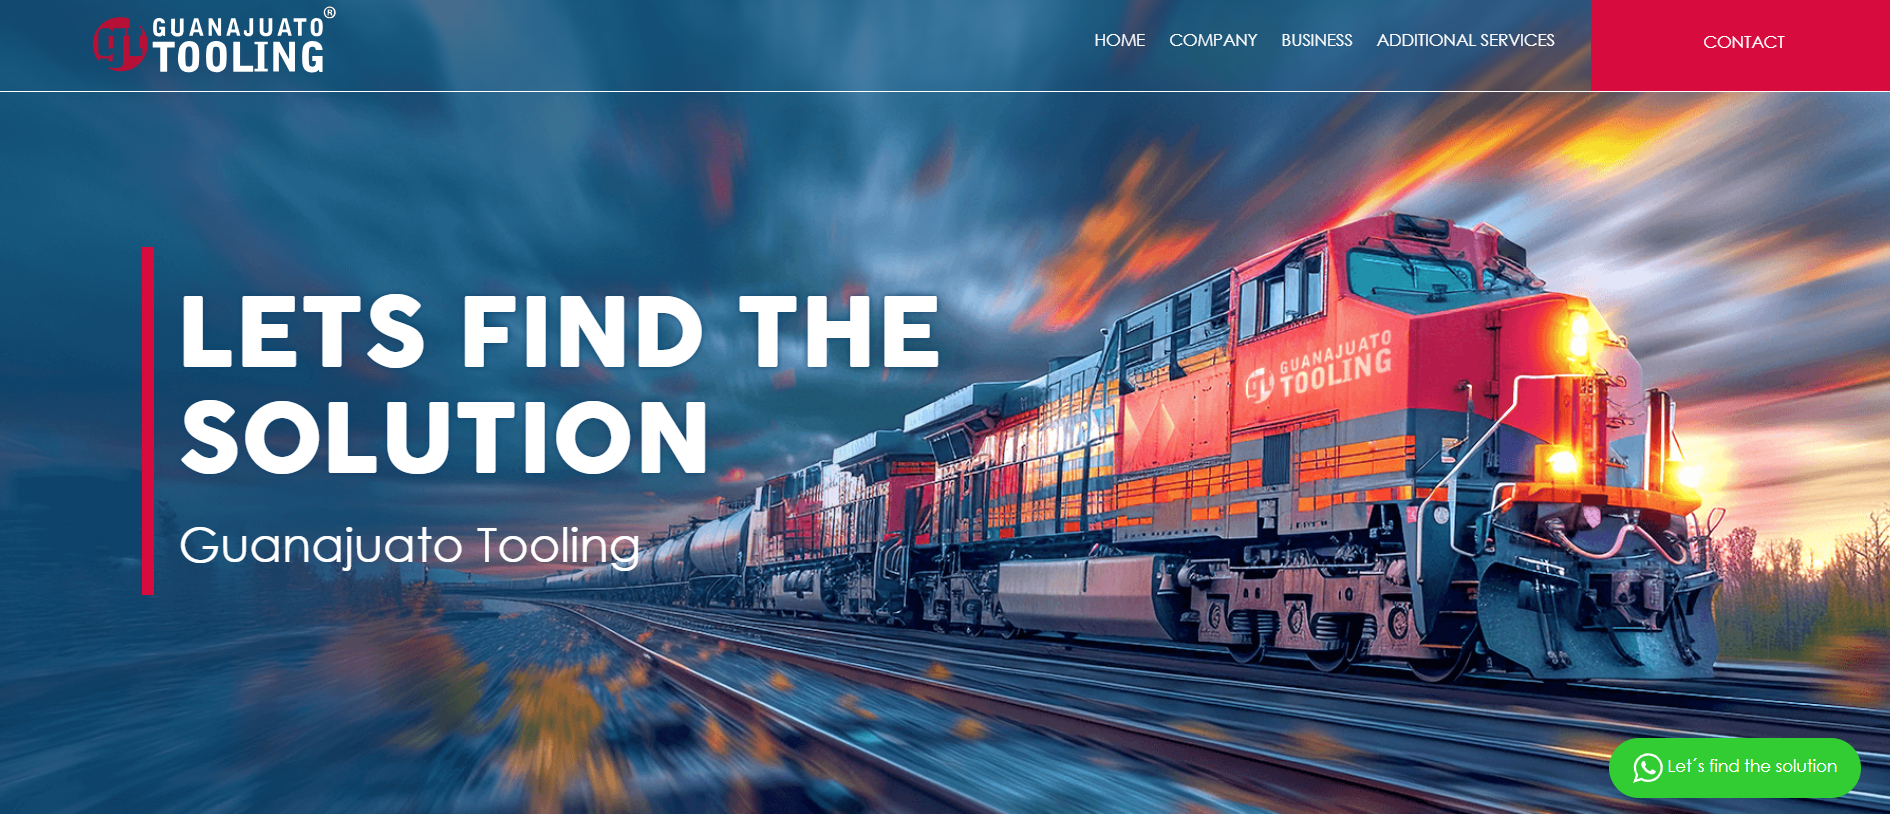 GUANAJUATO®
TOOLING
HOME COMPANY BUSINESS ADDITIONAL SERVICES CONTACT
LETS FIND THE
SOLUTION
Guanajuato Tooling
GUANAJUATO
TOOLING
Let´s find the solution